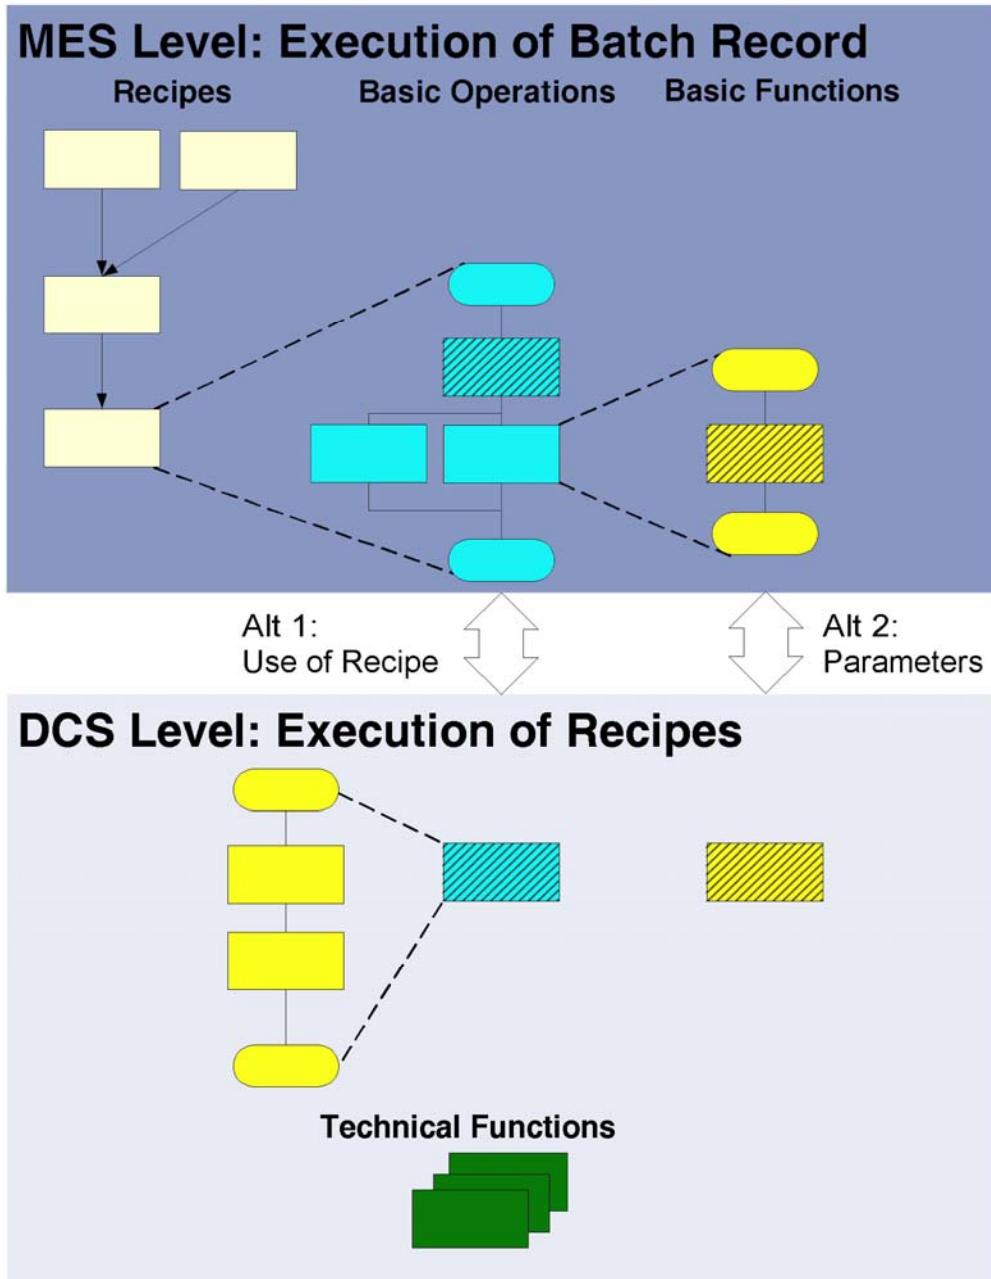 MES Level: Execution of Batch Record
Recipes Basic Operations Basic Functions
Alt 1:
Use of Recipe
Alt 2:
Parameters
DCS Level: Execution of Recipes
Technical Functions